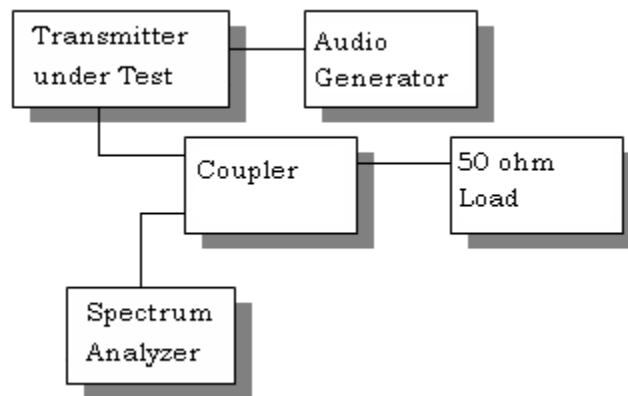 Transmitter
under Test
Audio
Generator
Coupler
50 ohm
Load
Spectrum
Analyzer